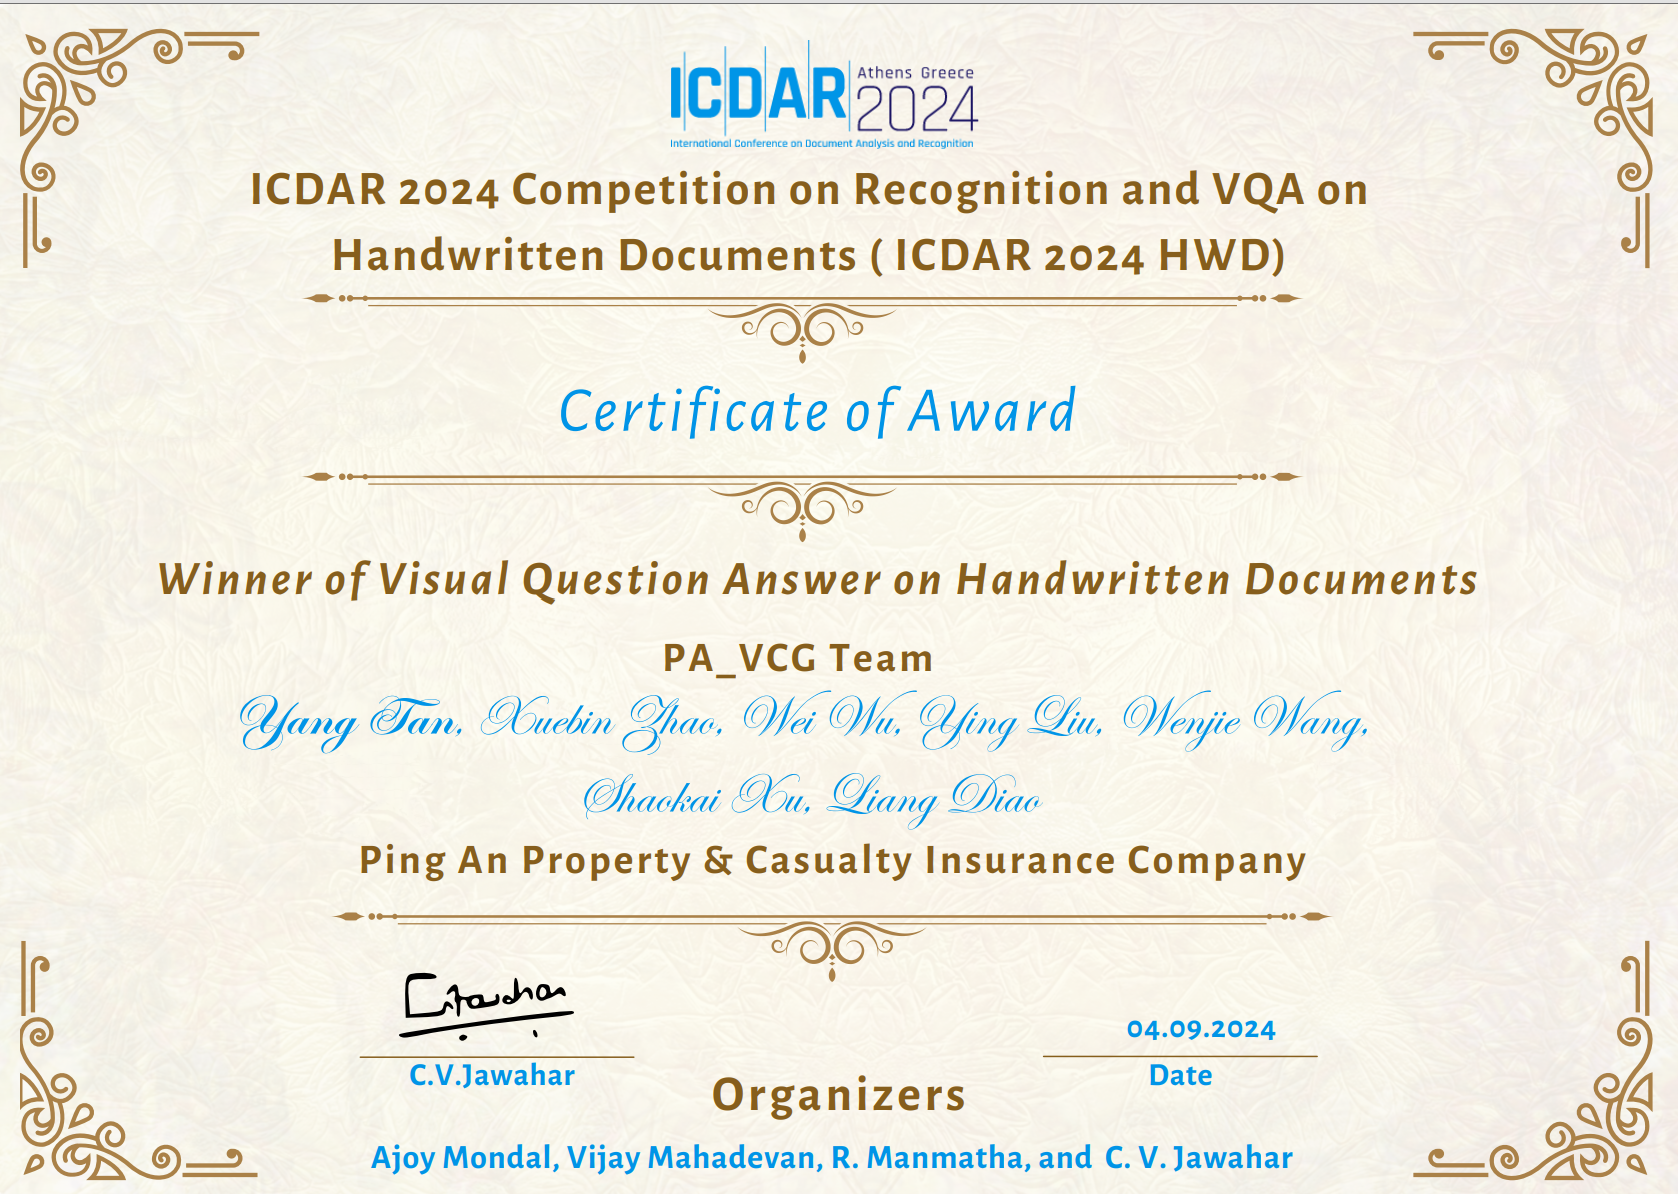 ICDAR Athens Greece 2024
International Conference on Document Analysis and Recognition
ICDAR 2024 Competition on Recognition and VQA on
Handwritten Documents ( ICDAR 2024 HWD)
Certificate of Award
Winner of Visual Question Answer on Handwritten Documents
PA_VCG Team
Yang Tan, Xuebin Zhao, Wei Wu, Ying Liu, Wenjie Wang,
Shaokai Xu, Liang Diao
Ping An Property & Casualty Insurance Company
04.09.2024
C.V.Jawahar
Date
Organizers
Ajoy Mondal, Vijay Mahadevan, R. Manmatha, and C. V. Jawahar